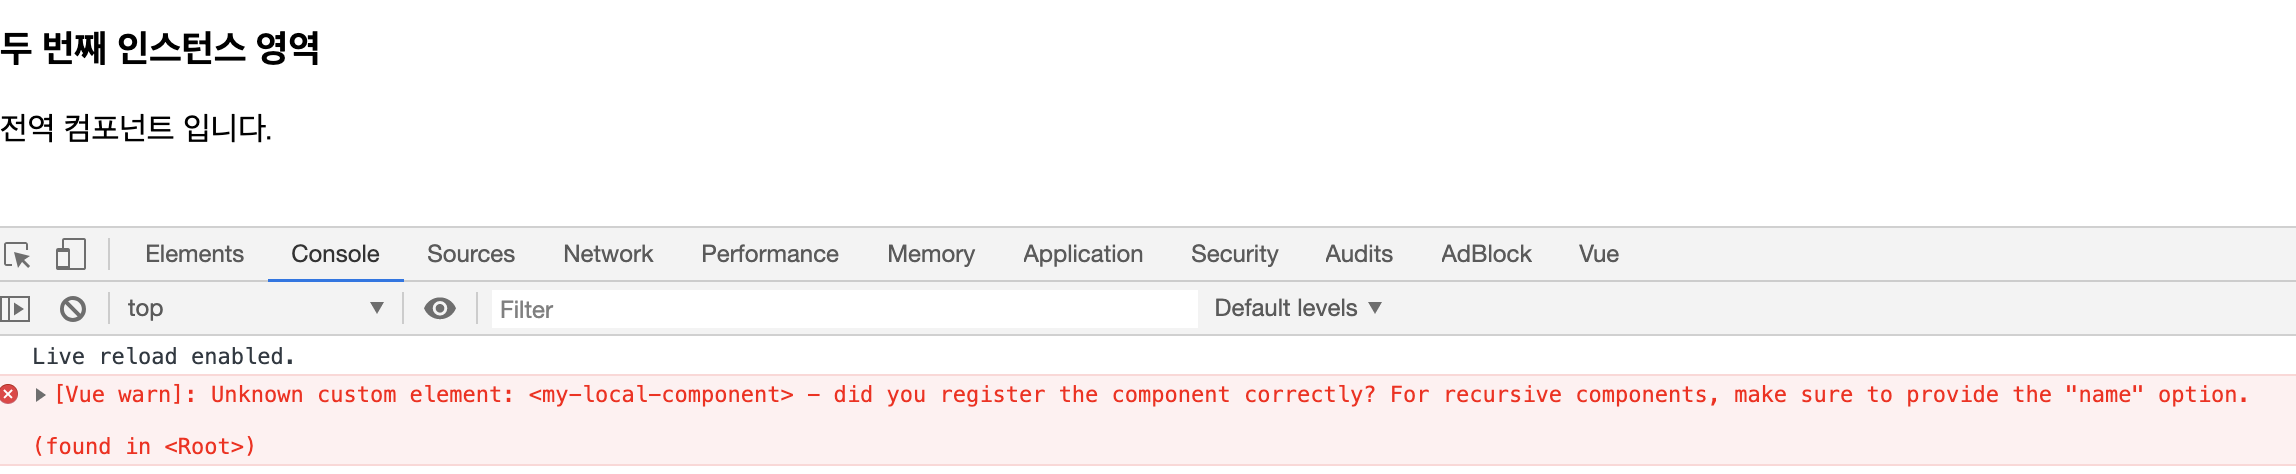 두 번째 인스턴스 영역
전역 컴포넌트 입니다.
Elements Console Sources Network Performance Memory Application Security Audits AdBlock Vue
top Filter Default levels
Live reload enabled.
[Vue warn]: Unknown custom element: <my-local-component> - did you register the component correctly? For recursive components, make sure to provide the "name" option.
(found in <Root>)